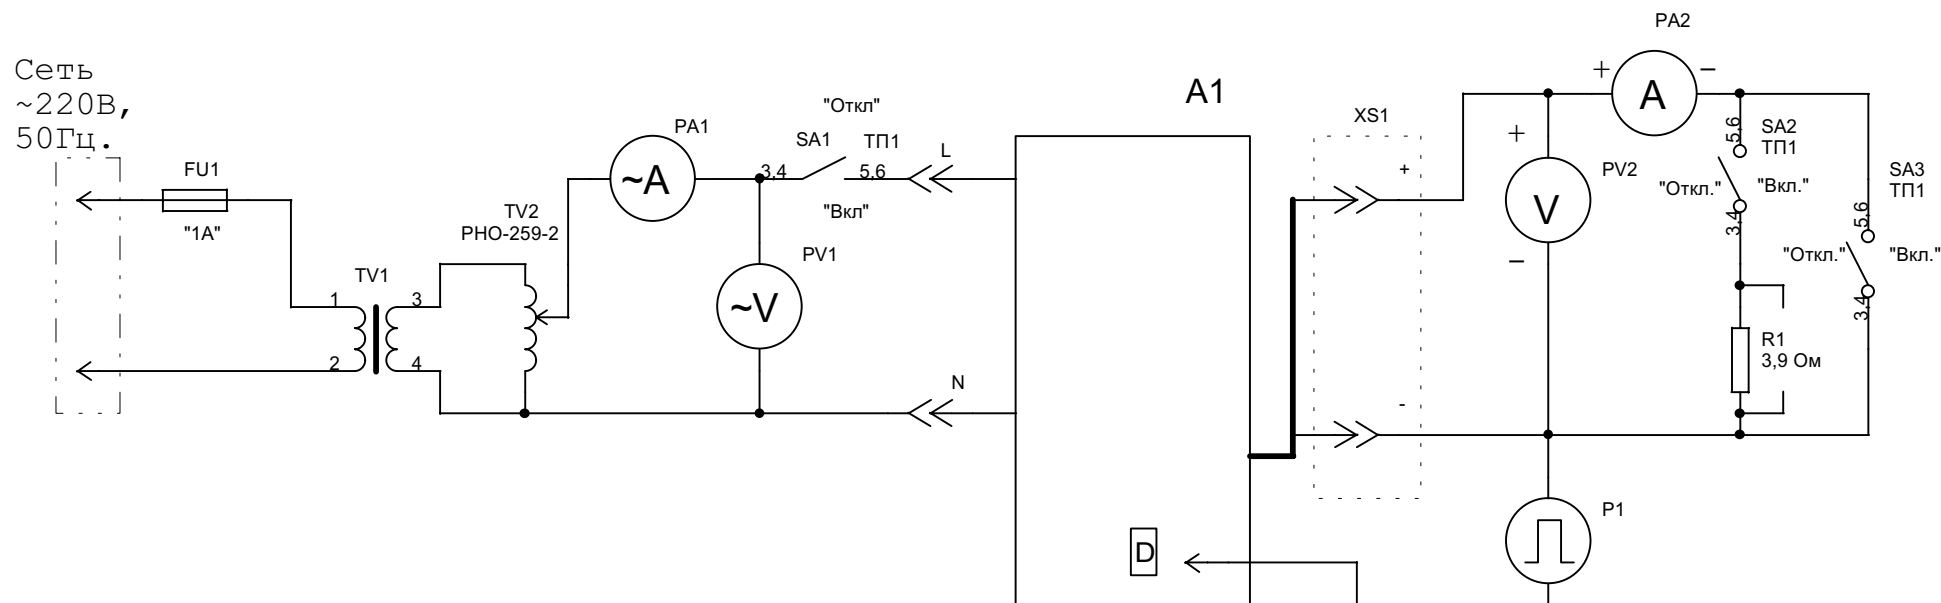 Сеть
~220В,
50Гц.
FU1
"1А"
TV1
1
2
3
4
TV2
РНО-259-2
PA1
~A
PV1
~V
"Откл"
SA1
ТП1
3,4
5,6
"Вкл"
L
N
A1
D
XS1
+
-
PA2
+
−
A
+
PV2
V
−
5,6
SA2
ТП1
"Откл."
"Вкл."
3,4
SA3
ТП1
5,6
"Откл."
"Вкл."
3,4
R1
3,9 Ом
P1